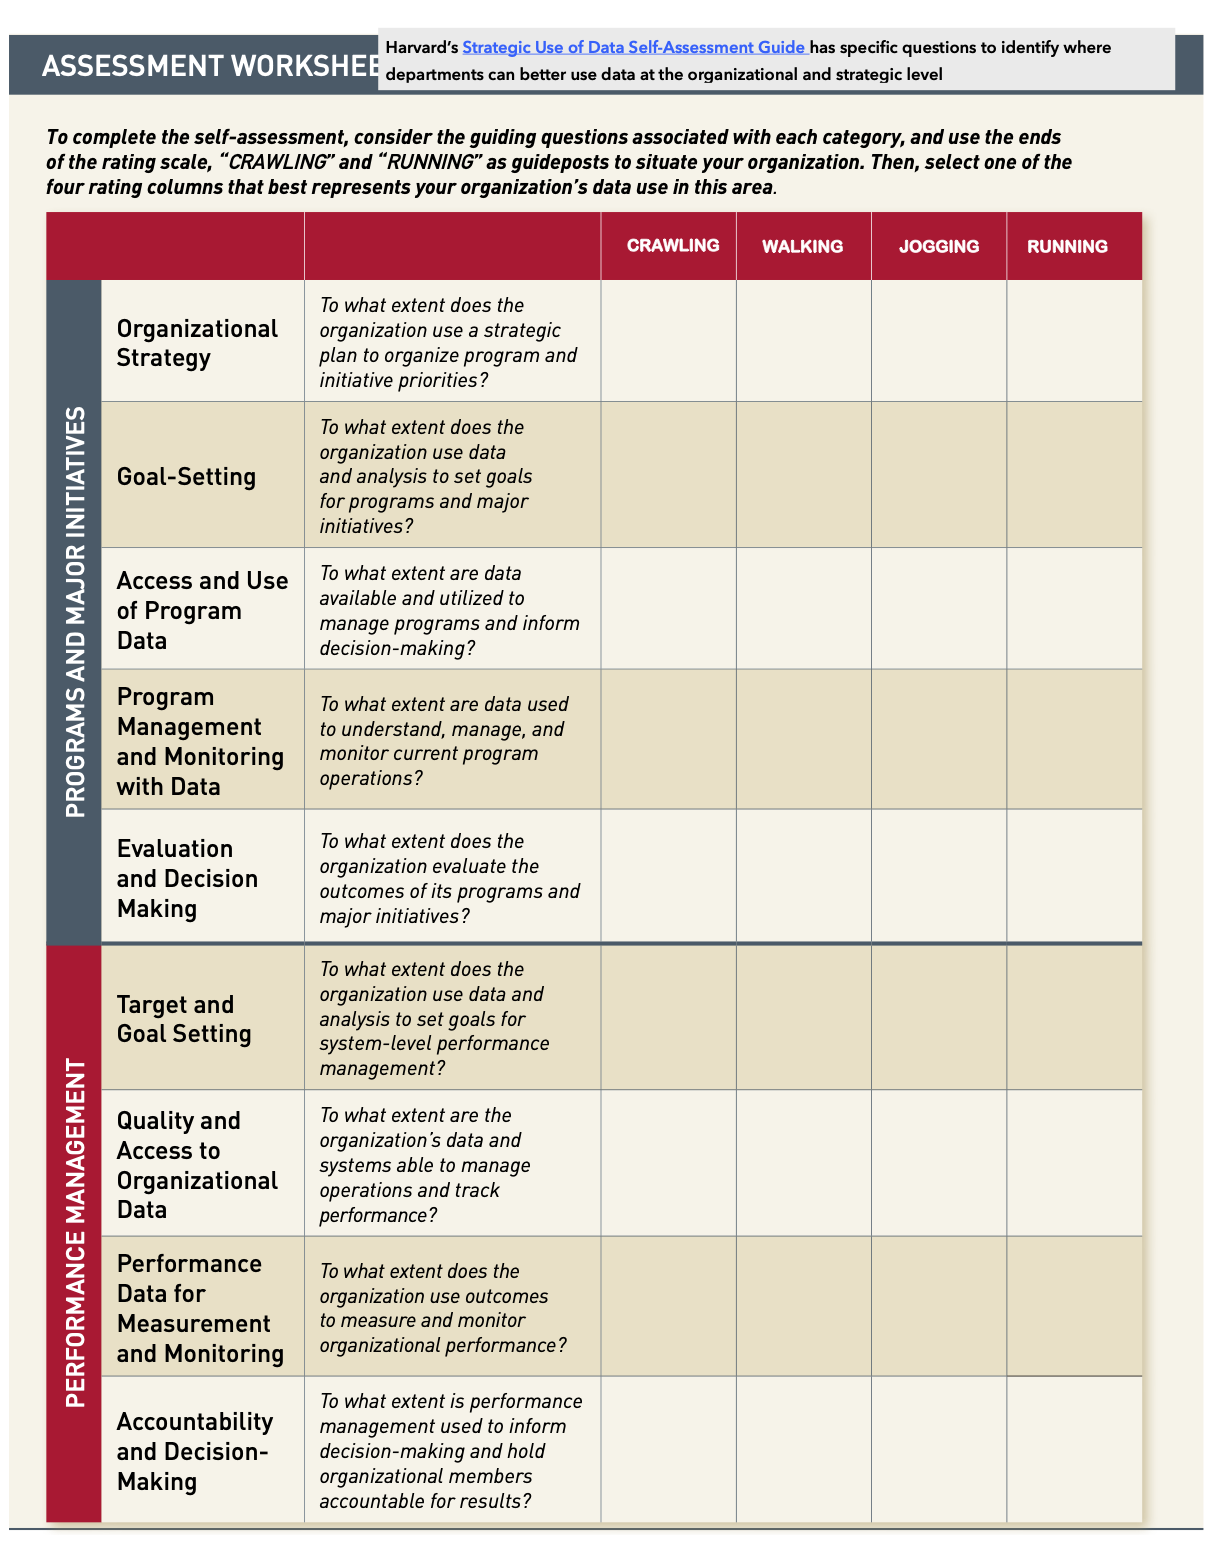 ASSESSMENT WORKSHEE
Harvard’s Strategic Use of Data Self-Assessment Guide has specific questions to identify where
departments can better use data at the organizational and strategic level
To complete the self-assessment, consider the guiding questions associated with each category, and use the ends
of the rating scale, “CRAWLING” and “RUNNING” as guideposts to situate your organization. Then, select one of the
four rating columns that best represents your organization’s data use in this area.
CRAWLING
WALKING
JOGGING
RUNNING
PROGRAMS AND MAJOR INITIATIVES
Organizational
Strategy
To what extent does the
organization use a strategic
plan to organize program and
initiative priorities?
Goal-Setting
To what extent does the
organization use data
and analysis to set goals
for programs and major
initiatives?
Access and Use
of Program
Data
To what extent are data
available and utilized to
manage programs and inform
decision-making?
Program
Management
and Monitoring
with Data
To what extent are data used
to understand, manage, and
monitor current program
operations?
Evaluation
and Decision
Making
To what extent does the
organization evaluate the
outcomes of its programs and
major initiatives?
PERFORMANCE MANAGEMENT
Target and
Goal Setting
To what extent does the
organization use data and
analysis to set goals for
system-level performance
management?
Quality and
Access to
Organizational
Data
To what extent are the
organization’s data and
systems able to manage
operations and track
performance?
Performance
Data for
Measurement
and Monitoring
To what extent does the
organization use outcomes
to measure and monitor
organizational performance?
Accountability
and Decision-
Making
To what extent is performance
management used to inform
decision-making and hold
organizational members
accountable for results?